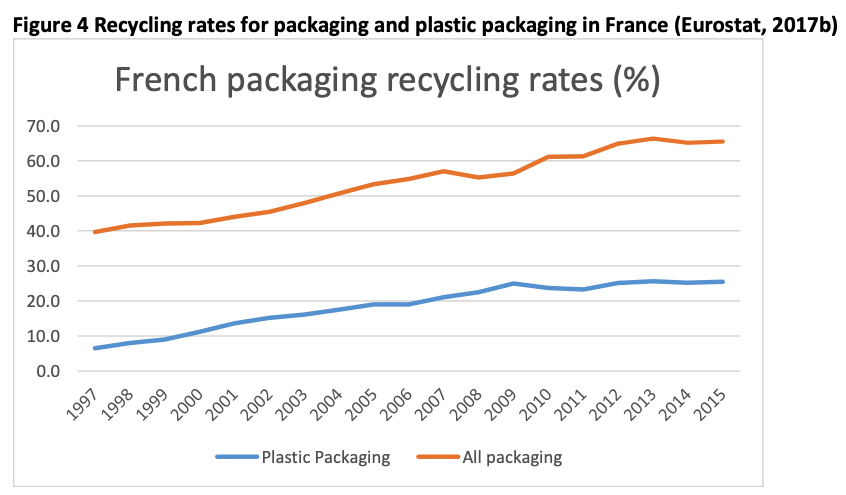 Figure 4 Recycling rates for packaging and plastic packaging in France (Eurostat, 2017b)
French packaging recycling rates (%)
70.0
60.0
50.0
40.0
30.0
20.0
10.0
0.0
1997 1998 1999 2000 2001 2002 2003 2004 2005 2006 2007 2008 2009 2010 2011 2012 2013 2014 2015
Plastic Packaging All packaging